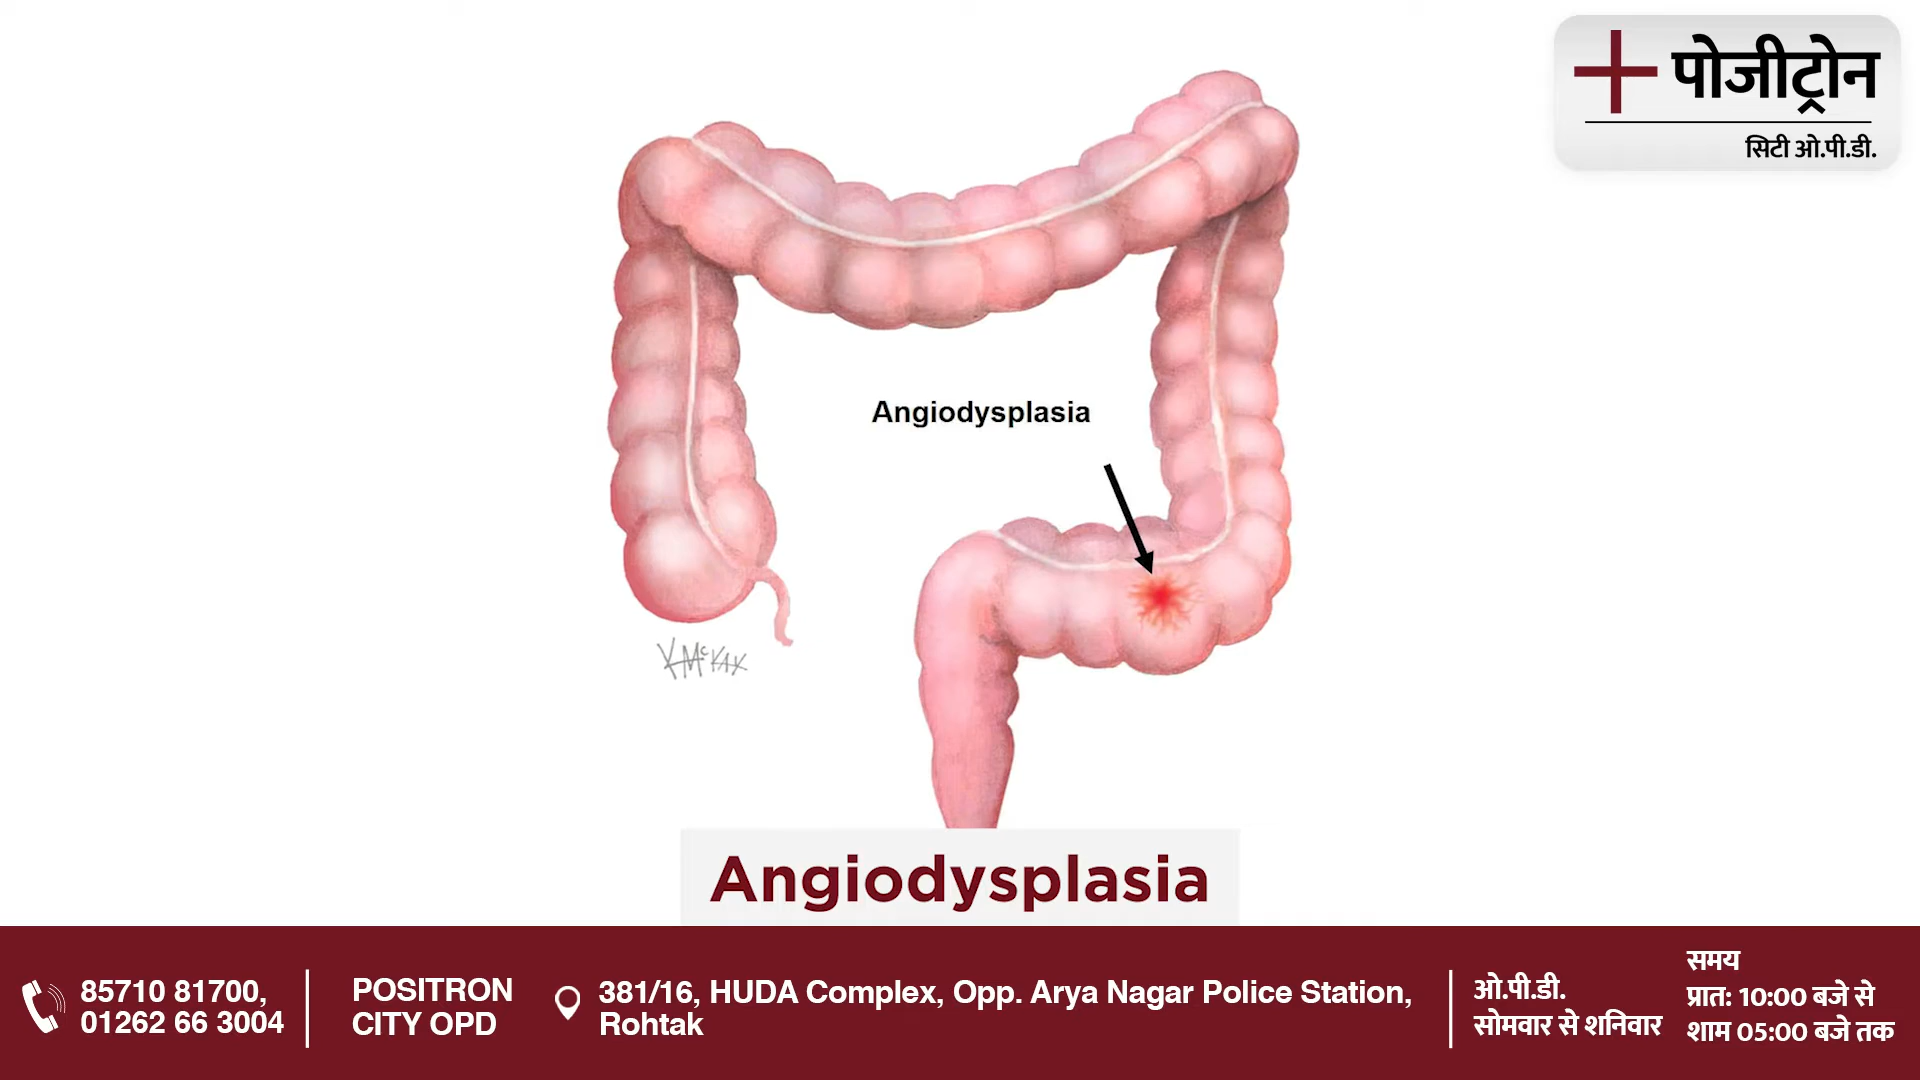 पोजीट्रोन
सिटी ओ.पी.डी.
Angiodysplasia
K McKAY
Angiodysplasia
85710 81700,
01262 66 3004
POSITRON
CITY OPD
381/16, HUDA Complex, Opp. Arya Nagar Police Station,
Rohtak
ओ.पी.डी.
सोमवार से शनिवार
समय
प्रात: 10:00 बजे से
शाम 05:00 बजे तक